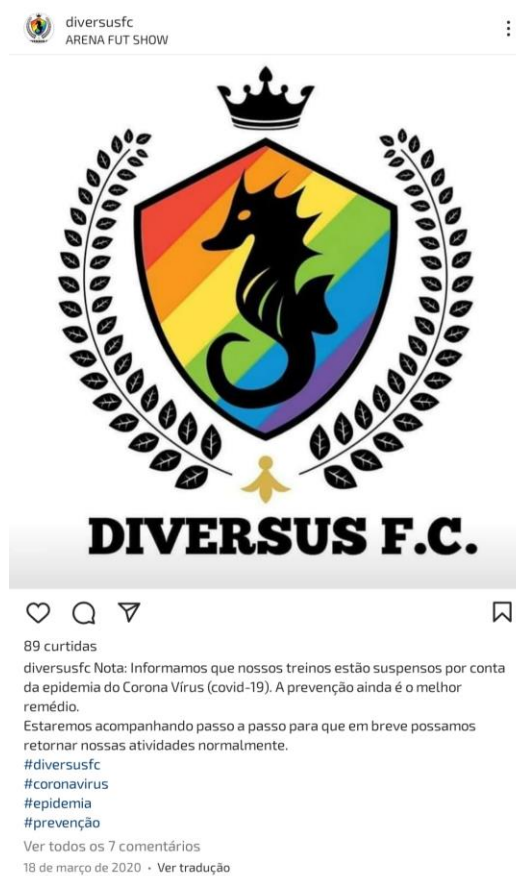 diversusfc
ARENA FUT SHOW
DIVERSUS F.C.
89 curtidas
diversusfc Nota: Informamos que nossos treinos estão suspensos por conta
da epidemia do Corona Vírus (covid-19). A prevenção ainda é o melhor
remédio.
Estaremos acompanhando passo a passo para que em breve possamos
retornar nossas atividades normalmente.
#diversusfc
#coronavirus
#epidemia
#prevenção
Ver todos os 7 comentários
18 de março de 2020 · Ver tradução